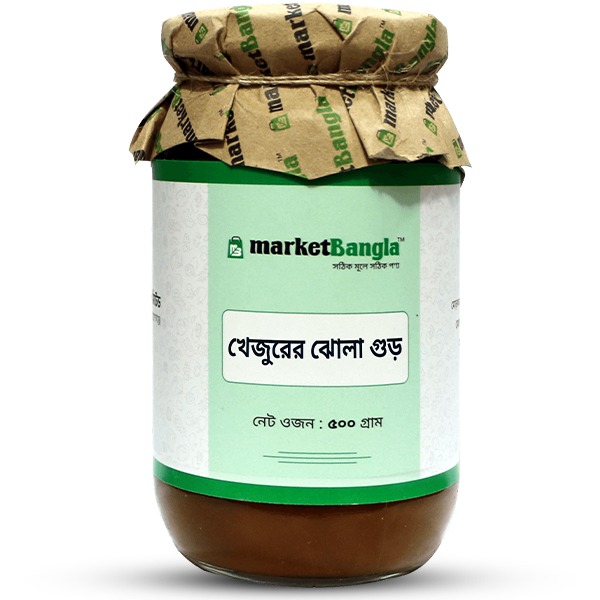 marketBangla™
সঠিক মূল্যে সঠিক পণ্য
খেজুরের ঝোলা গুড়
নেট ওজন : ৫০০ গ্রাম